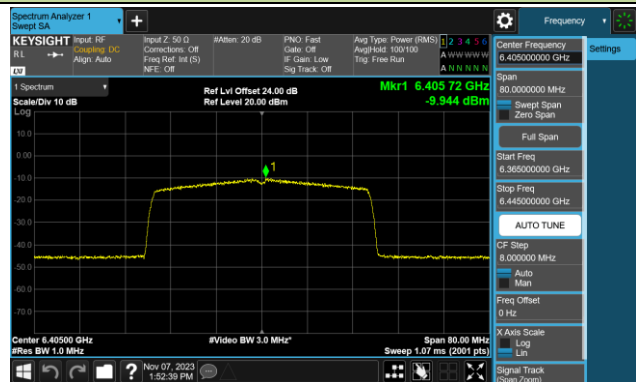 Spectrum Analyzer 1
Swept SA
+
Frequency
KEYSIGHT
RL
LXI
Input: RF
Coupling: DC
Align: Auto
Input Z: 50 Ω
Corrections: Off
Freq Ref: Int (S)
NFE: Off
#Atten: 20 dB
PNO: Fast
Gate: Off
IF Gain: Low
Sig Track: Off
Avg Type: Power (RMS)
Avg|Hold: 100/100
Trig: Free Run
1 2 3 4 5 6
A W W W W W
A N N N N N
1 Spectrum
Scale/Div 10 dB
Log
Ref Lvl Offset 24.00 dB
Ref Level 20.00 dBm
Mkr1 6.405 72 GHz
-9.944 dBm
10.0
0.00
-10.0
-20.0
-30.0
-40.0
-50.0
-60.0
-70.0
1
Center 6.40500 GHz
#Res BW 1.0 MHz
#Video BW 3.0 MHz*
Span 80.00 MHz
Sweep 1.07 ms (2001 pts)
Nov 07, 2023
1:52:39 PM
?
Center Frequency
6.405000000 GHz
Settings
Span
80.0000000 MHz
Swept Span
Zero Span
Full Span
Start Freq
6.365000000 GHz
Stop Freq
6.445000000 GHz
AUTO TUNE
CF Step
8.000000 MHz
Auto
Man
Freq Offset
0 Hz
X Axis Scale
Log
Lin
Signal Track
(Span Zoom)